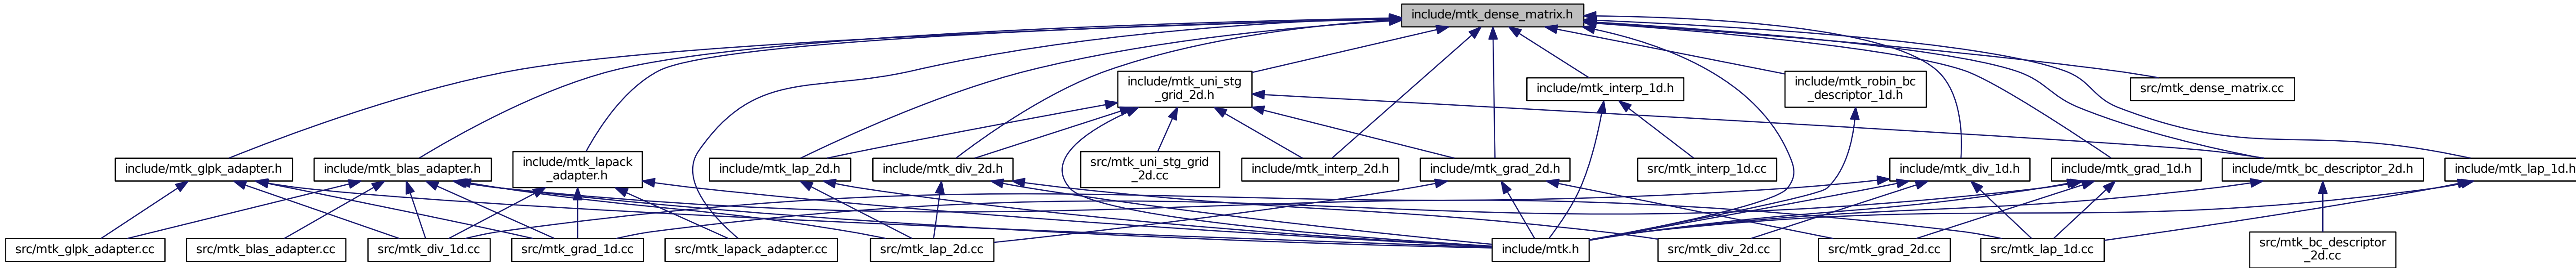 include/mtk_dense_matrix.h
include/mtk_uni_stg
_grid_2d.h
include/mtk_interp_1d.h
include/mtk_robin_bc
_descriptor_1d.h
src/mtk_dense_matrix.cc
include/mtk_glpk_adapter.h
include/mtk_blas_adapter.h
include/mtk_lapack
_adapter.h
include/mtk_lap_2d.h
include/mtk_div_2d.h
src/mtk_uni_stg_grid
_2d.cc
include/mtk_interp_2d.h
include/mtk_grad_2d.h
src/mtk_interp_1d.cc
include/mtk_div_1d.h
include/mtk_grad_1d.h
include/mtk_bc_descriptor_2d.h
include/mtk_lap_1d.h
src/mtk_glpk_adapter.cc
src/mtk_blas_adapter.cc
src/mtk_div_1d.cc
src/mtk_grad_1d.cc
src/mtk_lapack_adapter.cc
src/mtk_lap_2d.cc
include/mtk.h
src/mtk_div_2d.cc
src/mtk_grad_2d.cc
src/mtk_lap_1d.cc
src/mtk_bc_descriptor
_2d.cc